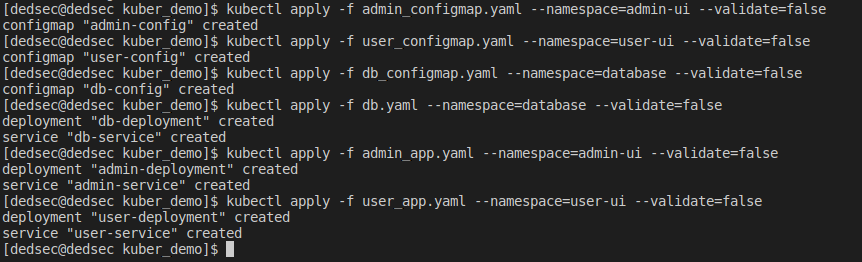 [dedsec@dedsec kuber_demo]$ kubectl apply -f admin_configmap.yaml --namespace=admin-ui --validate=false
configmap "admin-config" created
[dedsec@dedsec kuber_demo]$ kubectl apply -f user_configmap.yaml --namespace=user-ui --validate=false
configmap "user-config" created
[dedsec@dedsec kuber_demo]$ kubectl apply -f db_configmap.yaml --namespace=database --validate=false
configmap "db-config" created
[dedsec@dedsec kuber_demo]$ kubectl apply -f db.yaml --namespace=database --validate=false
deployment "db-deployment" created
service "db-service" created
[dedsec@dedsec kuber_demo]$ kubectl apply -f admin_app.yaml --namespace=admin-ui --validate=false
deployment "admin-deployment" created
service "admin-service" created
[dedsec@dedsec kuber_demo]$ kubectl apply -f user_app.yaml --namespace=user-ui --validate=false
deployment "user-deployment" created
service "user-service" created
[dedsec@dedsec kuber_demo]$